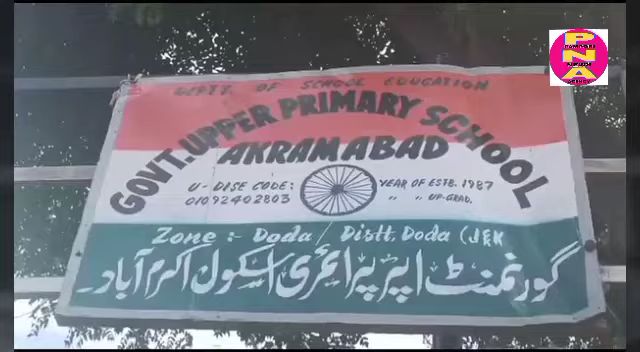 DEPTT. OF SCHOOL EDUCATION
GOVT. UPPER PRIMARY SCHOOL
AKRAMABAD
U-DISE CODE: YEAR OF ESTB. 1987
01092402803 " " UP-GRAD.
Zone :- Doda / Distt. Doda (J&K
گورنمنٹ اپر پرائمری اسکول اکرم آباد۔
PNA